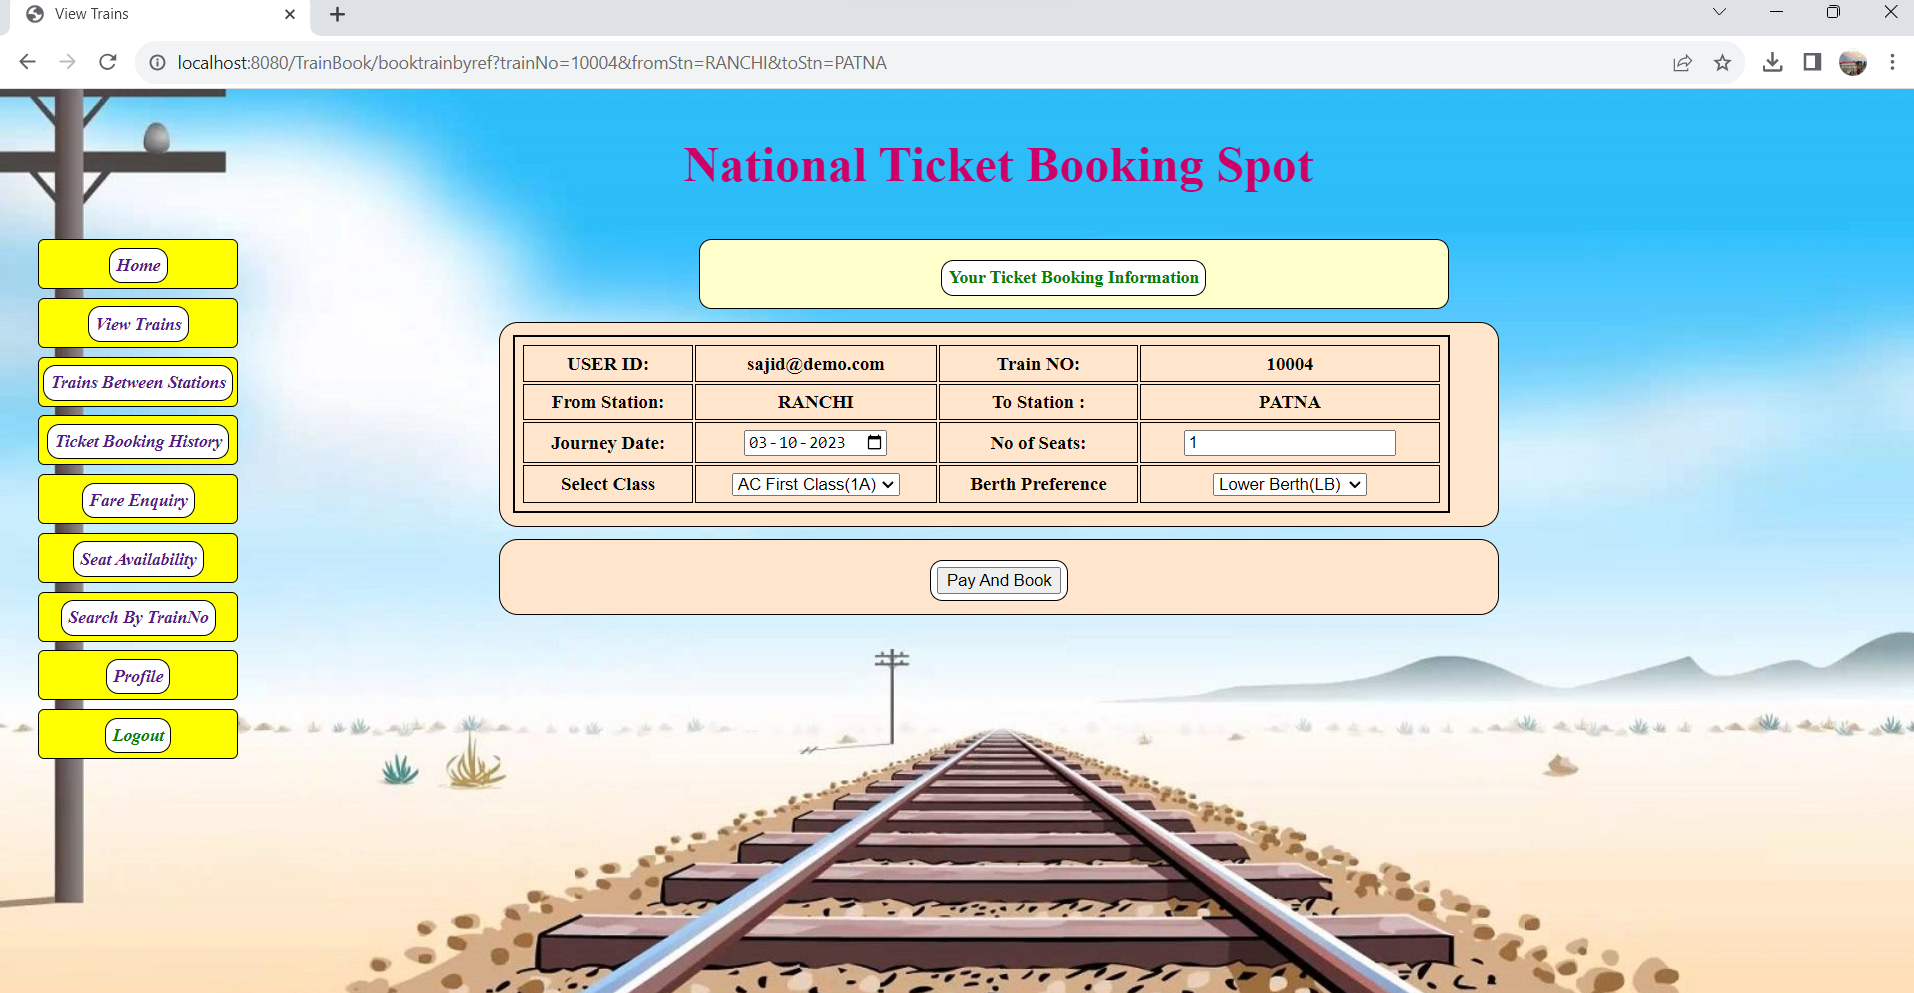 View Trains
localhost:8080/TrainBook/booktrainbyref?trainNo=10004&fromStn=RANCHI&toStn=PATNA
National Ticket Booking Spot
Home
View Trains
Trains Between Stations
Ticket Booking History
Fare Enquiry
Seat Availability
Search By TrainNo
Profile
Logout
Your Ticket Booking Information
USER ID: sajid@demo.com Train NO: 10004
From Station: RANCHI To Station : PATNA
Journey Date: 03-10-2023 No of Seats: 1
Select Class AC First Class(1A) Berth Preference Lower Berth(LB)
Pay And Book